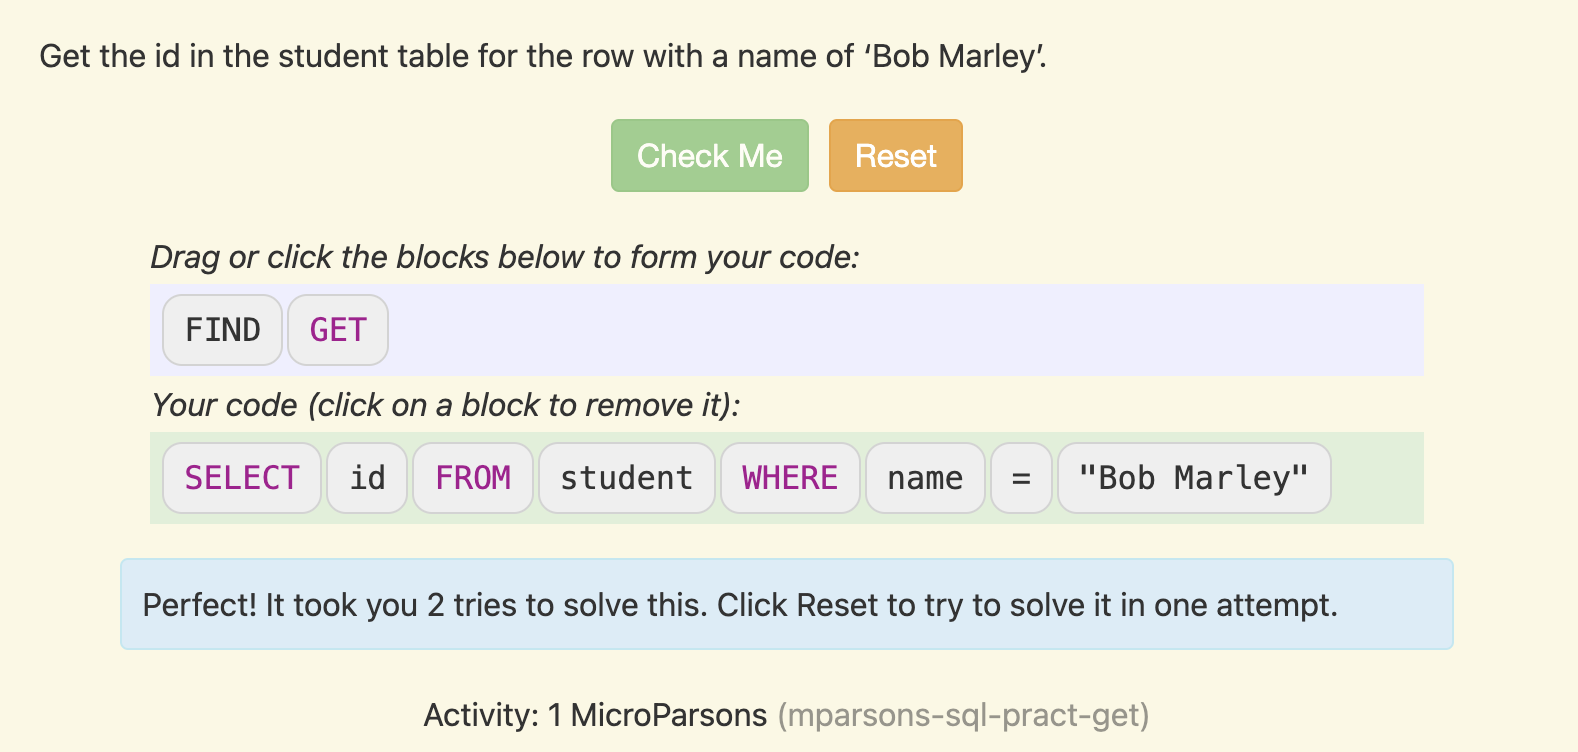 Get the id in the student table for the row with a name of ‘Bob Marley’.
Check Me Reset
Drag or click the blocks below to form your code:
FIND GET
Your code (click on a block to remove it):
SELECT id FROM student WHERE name = "Bob Marley"
Perfect! It took you 2 tries to solve this. Click Reset to try to solve it in one attempt.
Activity: 1 MicroParsons (mparsons-sql-pract-get)